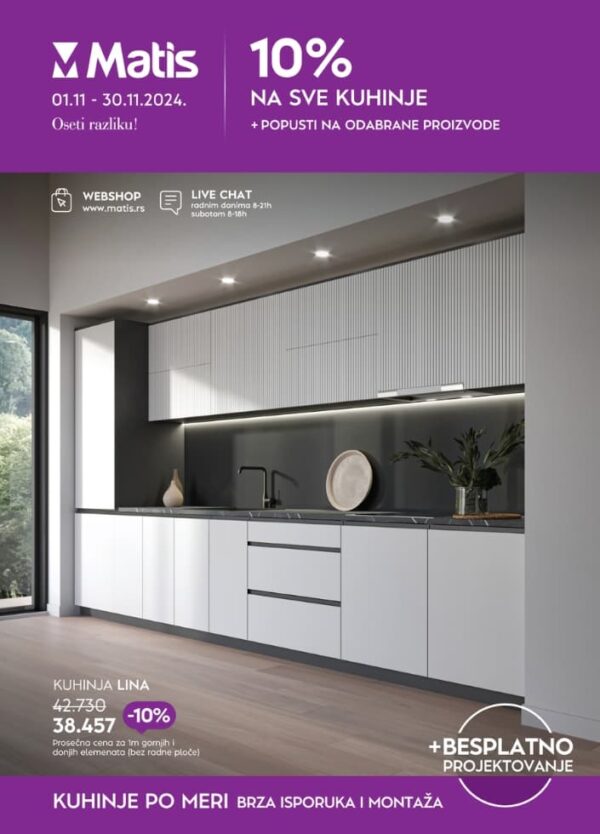 Matis
01.11 - 30.11.2024.
Oseti razliku!
10%
NA SVE KUHINJE
+ POPUSTI NA ODABRANE PROIZVODE
WEBSHOP
www.matis.rs
LIVE CHAT
radnim danima 8-21h
subotom 8-18h
KUHINJA LINA
42.730
38.457
-10%
Prosečna cena za 1m gornjih i
donjih elemenata (bez radne ploče)
+BESPLATNO
PROJEKTOVANJE
KUHINJE PO MERI BRZA ISPORUKA I MONTAŽA